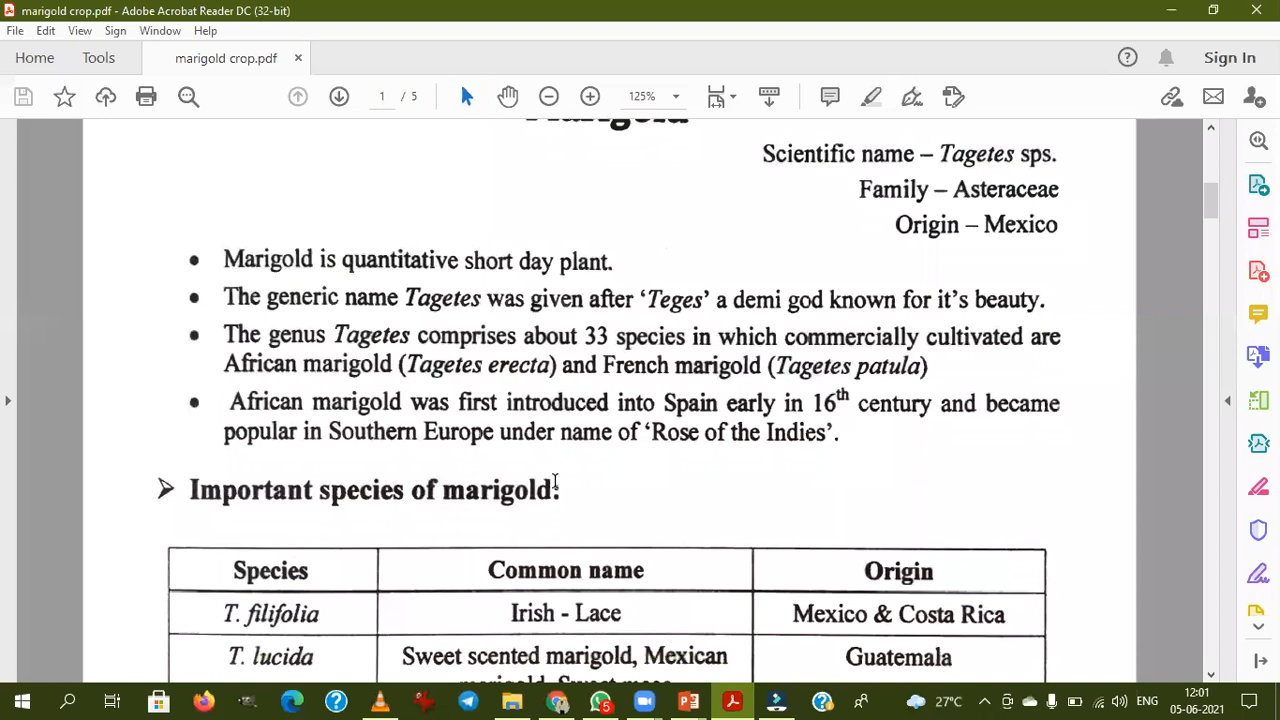 marigold crop.pdf - Adobe Acrobat Reader DC (32-bit)
File Edit View Sign Window Help
Home Tools marigold crop.pdf × Sign In
1 / 5 125%
Marigold
Scientific name – Tagetes sps.
Family – Asteraceae
Origin – Mexico
• Marigold is quantitative short day plant.
• The generic name Tagetes was given after ‘Teges’ a demi god known for it’s beauty.
• The genus Tagetes comprises about 33 species in which commercially cultivated are
African marigold (Tagetes erecta) and French marigold (Tagetes patula)
• African marigold was first introduced into Spain early in 16th century and became
popular in Southern Europe under name of ‘Rose of the Indies’.
➢ Important species of marigold:
Species Common name Origin
T. filifolia Irish - Lace Mexico & Costa Rica
T. lucida Sweet scented marigold, Mexican Guatemala
5 27°C ENG 12:01
05-06-2021